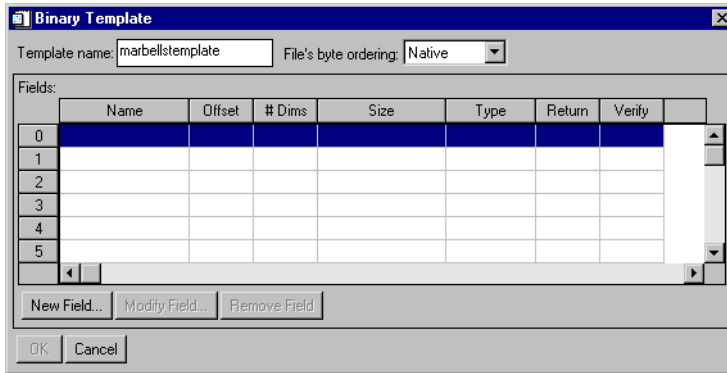 Binary Template
Template name: marbellstemplate File's byte ordering: Native
Fields:
Name Offset # Dims Size Type Return Verify
0
1
2
3
4
5
New Field... Modify Field... Remove Field
OK Cancel